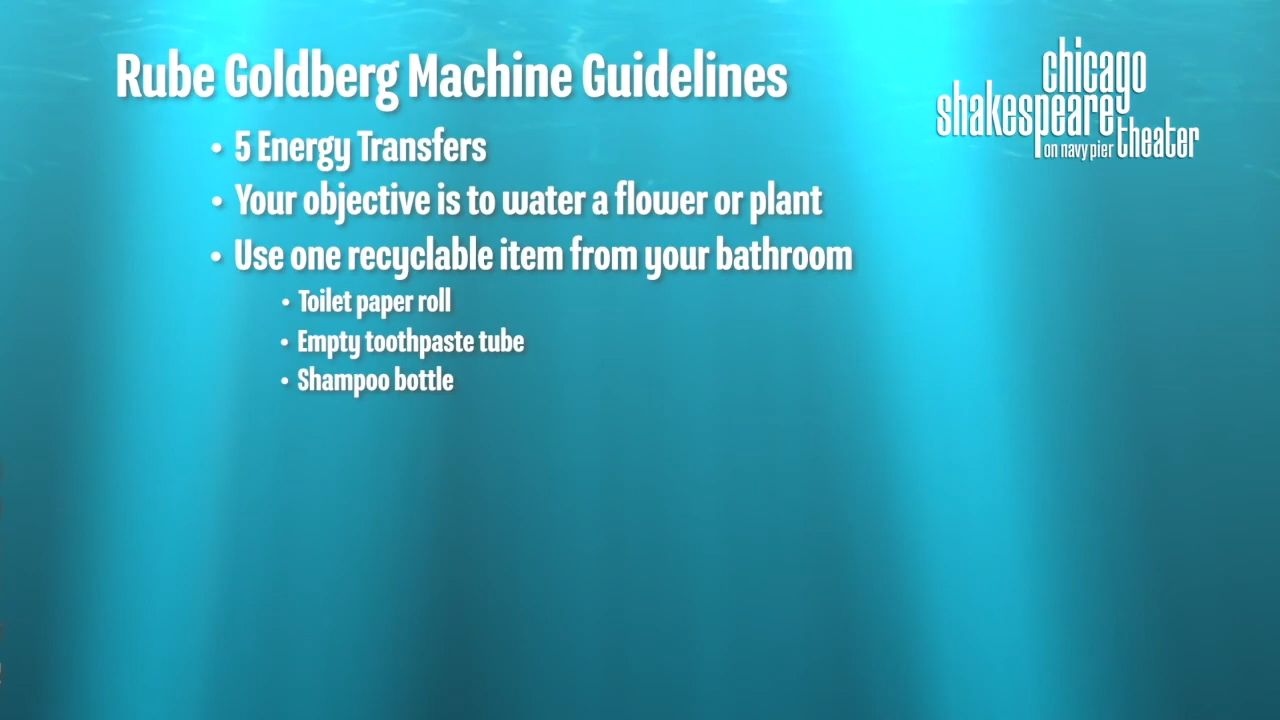 Rube Goldberg Machine Guidelines
• 5 Energy Transfers
• Your objective is to water a flower or plant
• Use one recyclable item from your bathroom
• Toilet paper roll
• Empty toothpaste tube
• Shampoo bottle
chicago
shakespeare
on navy pier theater